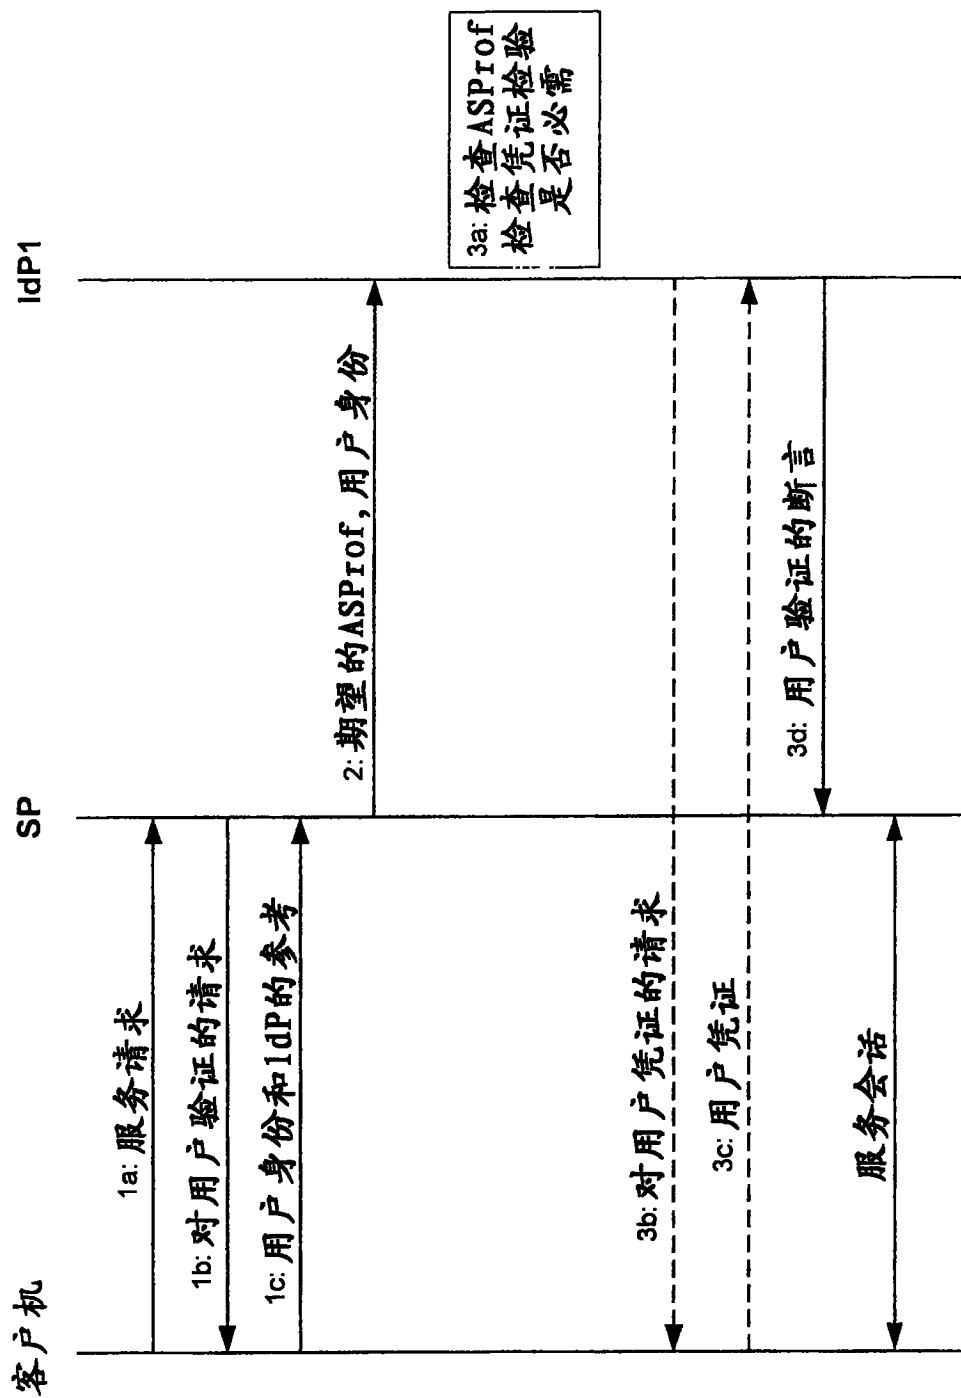 客户机
SP
IdP1
1a: 服务请求
1b: 对用户验证的请求
1c: 用户身份和IdP的参考
2: 期望的ASProf, 用户身份
3a: 检查ASProf
检查凭证检验
是否必需
3b: 对用户凭证的请求
3c: 用户凭证
3d: 用户验证的断言
服务会话